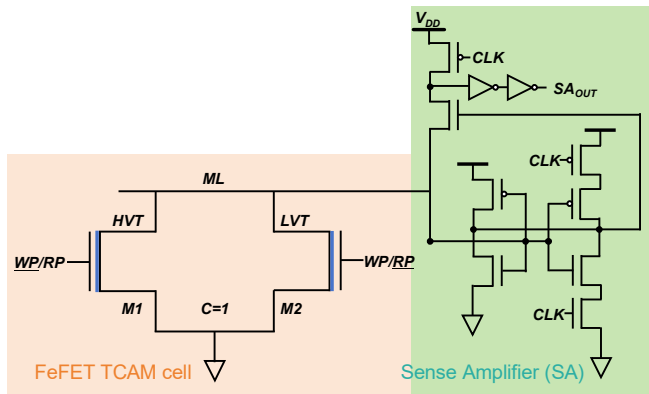 VDD
CLK
SAOUT
ML
CLK
HVT
LVT
WP/RP
WP/RP
M1
C=1
M2
CLK
FeFET TCAM cell
Sense Amplifier (SA)